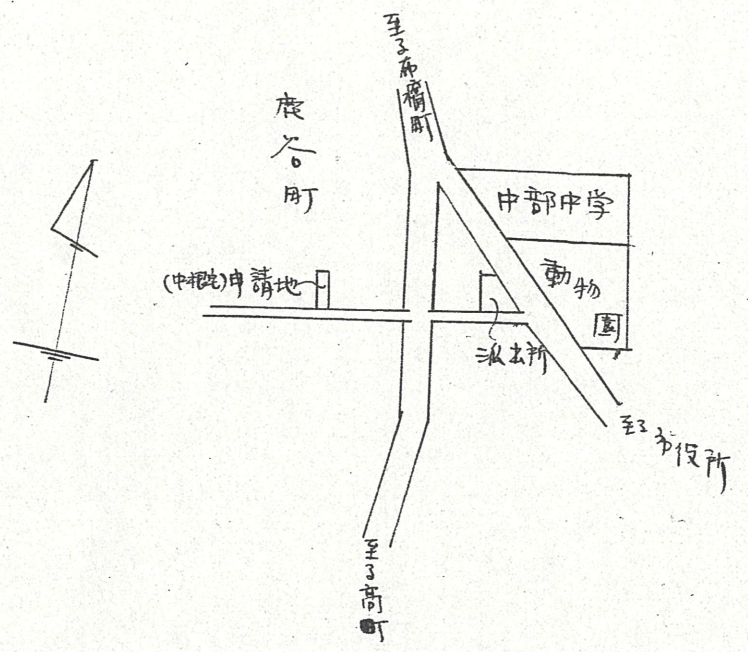 至る布橋町
鹿谷町
中部中学
(中根宅)申請地
動物園
派出所
至る市役所
至る高町